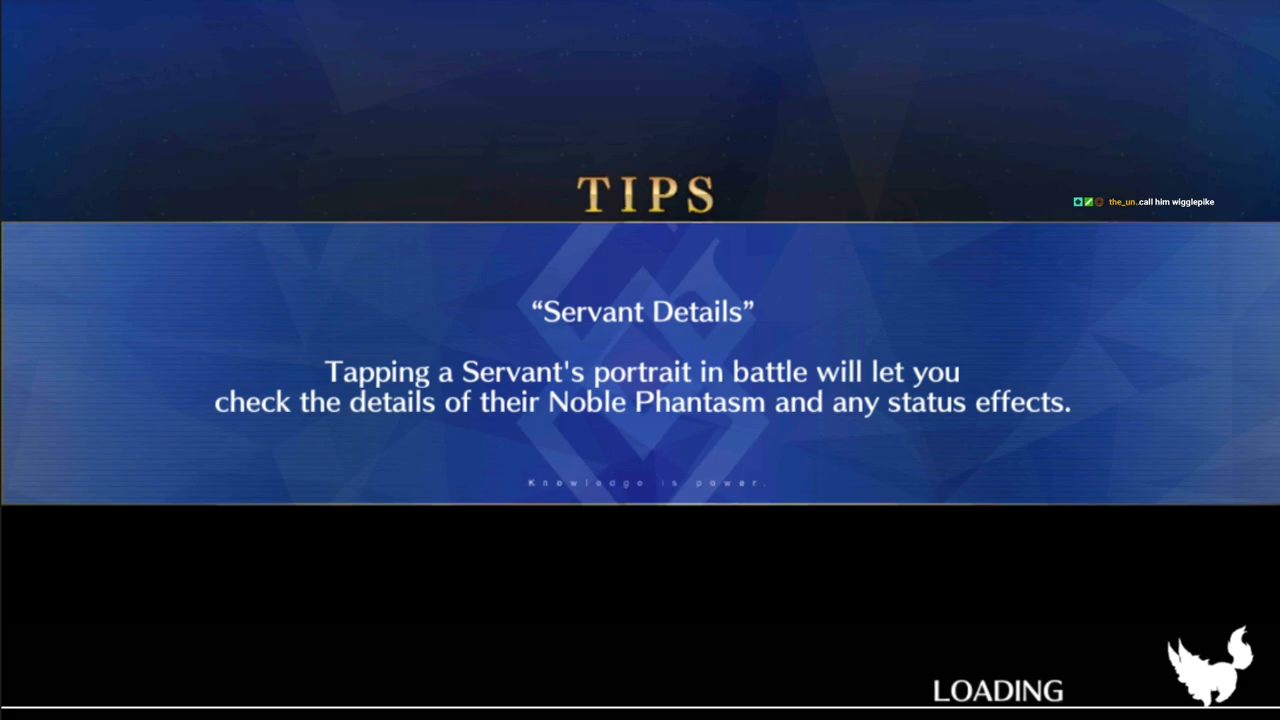 TIPS
the_un..call him wigglepike
“Servant Details”
Tapping a Servant's portrait in battle will let you
check the details of their Noble Phantasm and any status effects.
Knowledge is power.
LOADING